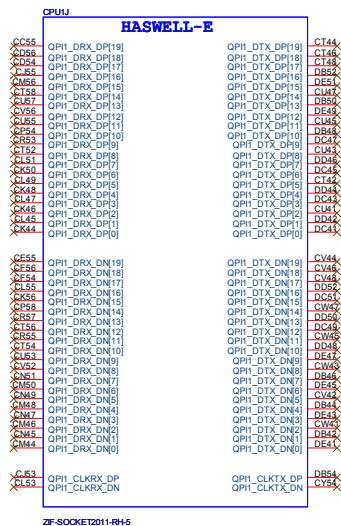 CPU1J
HASWELL-E
CC55 QPI1_DRX_DP[19] QPI1_DTX_DP[19] CT44
CD56 QPI1_DRX_DP[18] QPI1_DTX_DP[18] CT46
CD54 QPI1_DRX_DP[17] QPI1_DTX_DP[17] CT48
CJ55 QPI1_DRX_DP[16] QPI1_DTX_DP[16] DB52
CM56 QPI1_DRX_DP[15] QPI1_DTX_DP[15] DE51
CT58 QPI1_DRX_DP[14] QPI1_DTX_DP[14] CU47
CU57 QPI1_DRX_DP[13] QPI1_DTX_DP[13] DB50
CV56 QPI1_DRX_DP[12] QPI1_DTX_DP[12] DE49
CU55 QPI1_DRX_DP[11] QPI1_DTX_DP[11] CU45
CP54 QPI1_DRX_DP[10] QPI1_DTX_DP[10] DB48
CR53 QPI1_DRX_DP[9] QPI1_DTX_DP[9] DC47
CT52 QPI1_DRX_DP[8] QPI1_DTX_DP[8] CU43
CL51 QPI1_DRX_DP[7] QPI1_DTX_DP[7] DD46
CK50 QPI1_DRX_DP[6] QPI1_DTX_DP[6] DC45
CL49 QPI1_DRX_DP[5] QPI1_DTX_DP[5] CT42
CK48 QPI1_DRX_DP[4] QPI1_DTX_DP[4] DD44
CL47 QPI1_DRX_DP[3] QPI1_DTX_DP[3] DC43
CK46 QPI1_DRX_DP[2] QPI1_DTX_DP[2] CU41
CL45 QPI1_DRX_DP[1] QPI1_DTX_DP[1] DD42
CK44 QPI1_DRX_DP[0] QPI1_DTX_DP[0] DC41
CE55 QPI1_DRX_DN[19] QPI1_DTX_DN[19] CV44
CF56 QPI1_DRX_DN[18] QPI1_DTX_DN[18] CV46
CF54 QPI1_DRX_DN[17] QPI1_DTX_DN[17] CV48
CL55 QPI1_DRX_DN[16] QPI1_DTX_DN[16] DD52
CK56 QPI1_DRX_DN[15] QPI1_DTX_DN[15] DC51
CP58 QPI1_DRX_DN[14] QPI1_DTX_DN[14] CW47
CR57 QPI1_DRX_DN[13] QPI1_DTX_DN[13] DD50
CT56 QPI1_DRX_DN[12] QPI1_DTX_DN[12] DC49
CR55 QPI1_DRX_DN[11] QPI1_DTX_DN[11] CW45
CT54 QPI1_DRX_DN[10] QPI1_DTX_DN[10] DD48
CU53 QPI1_DRX_DN[9] QPI1_DTX_DN[9] DE47
CV52 QPI1_DRX_DN[8] QPI1_DTX_DN[8] CW43
CN51 QPI1_DRX_DN[7] QPI1_DTX_DN[7] DB46
CM50 QPI1_DRX_DN[6] QPI1_DTX_DN[6] DE45
CN49 QPI1_DRX_DN[5] QPI1_DTX_DN[5] CV42
CM48 QPI1_DRX_DN[4] QPI1_DTX_DN[4] DB44
CN47 QPI1_DRX_DN[3] QPI1_DTX_DN[3] DE43
CM46 QPI1_DRX_DN[2] QPI1_DTX_DN[2]
CN45 QPI1_DRX_DN[1] QPI1_DTX_DN[1] DB42
CM44 QPI1_DRX_DN[0] QPI1_DTX_DN[0] DE41
CJ53 QPI1_CLKRX_DP QPI1_CLKTX_DP DB54
CL53 QPI1_CLKRX_DN QPI1_CLKTX_DN CY54
ZIF-SOCKET2011-RH-5